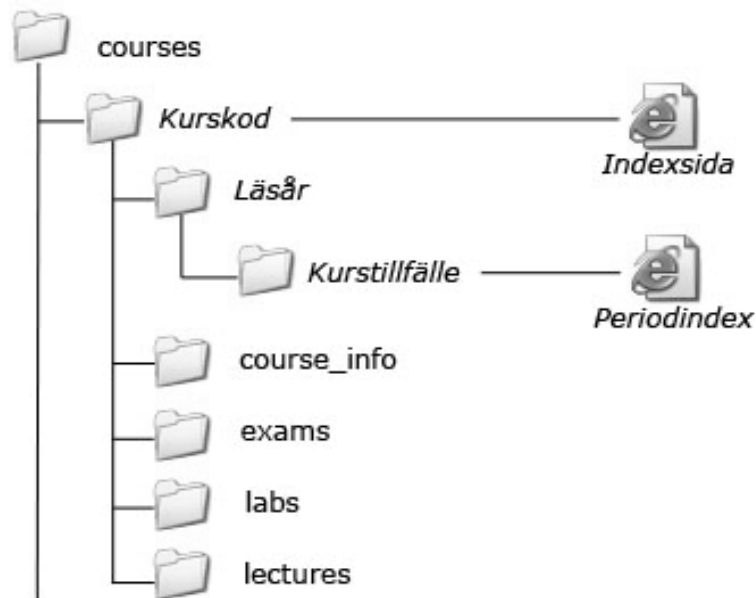 courses
Kurskod
Indexsida
Läsår
Kurstillfälle
Periodindex
course_info
exams
labs
lectures